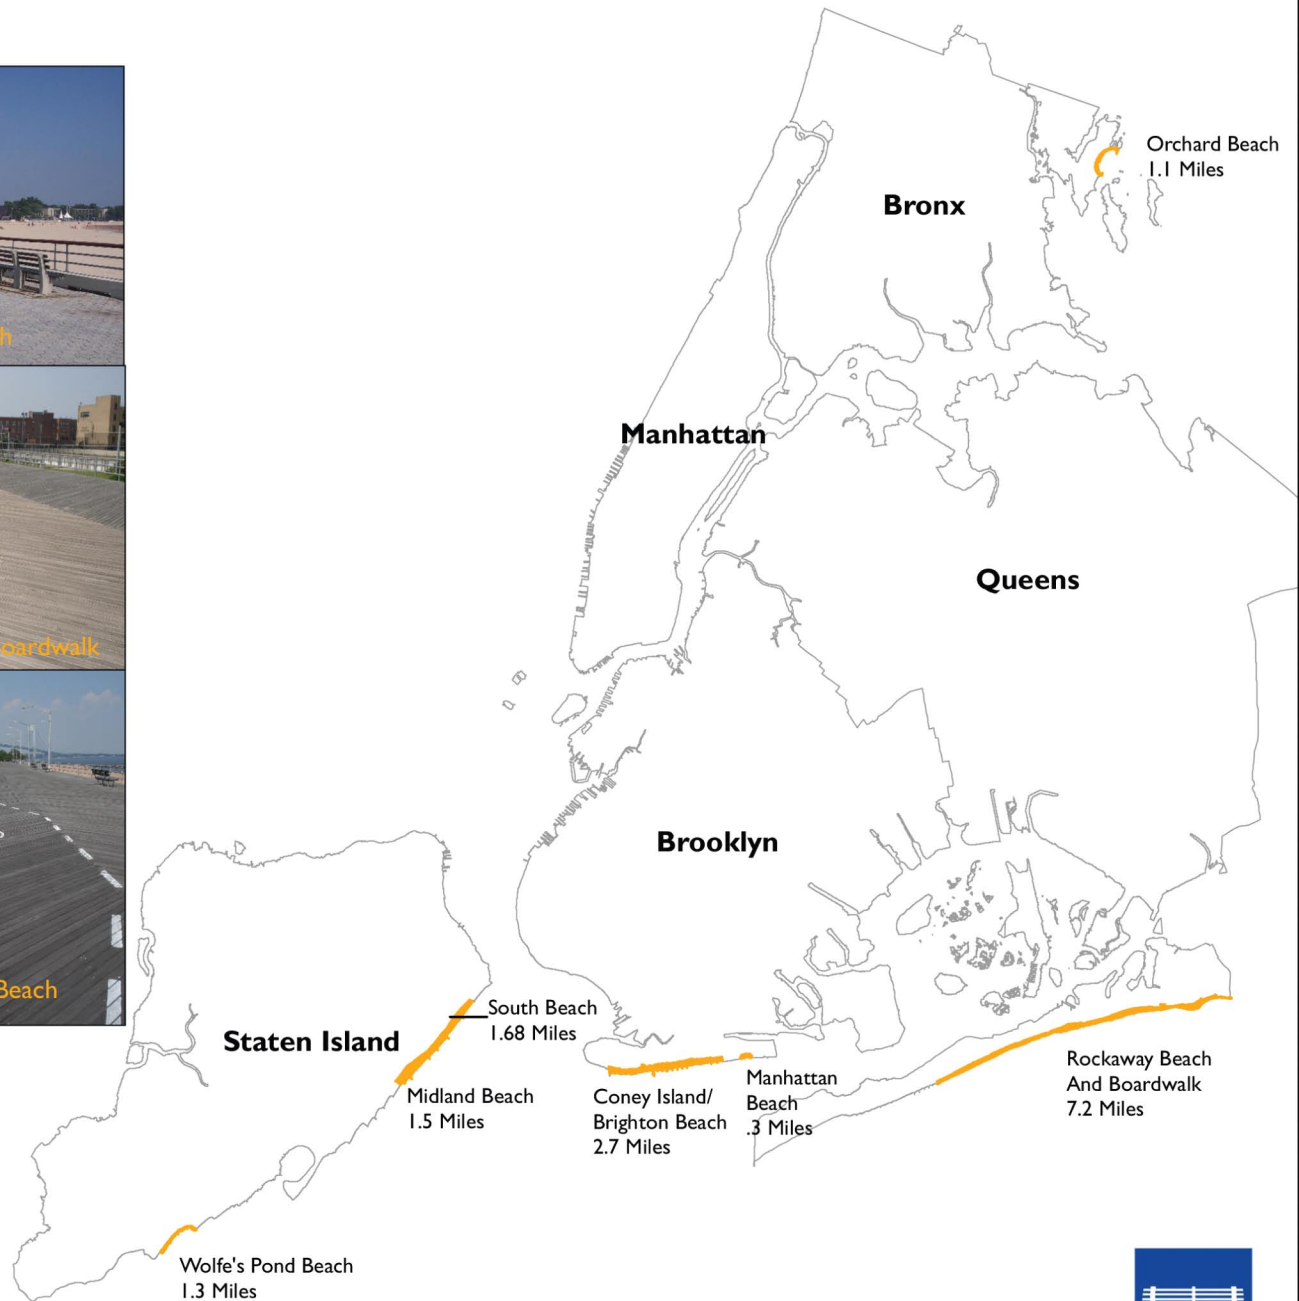 Orchard Beach
1.1 Miles
Bronx
h
Manhattan
Queens
oardwalk
Brooklyn
Beach
South Beach
1.68 Miles
Staten Island
Midland Beach
1.5 Miles
Coney Island/
Brighton Beach
2.7 Miles
Manhattan
Beach
.3 Miles
Rockaway Beach
And Boardwalk
7.2 Miles
Wolfe's Pond Beach
1.3 Miles